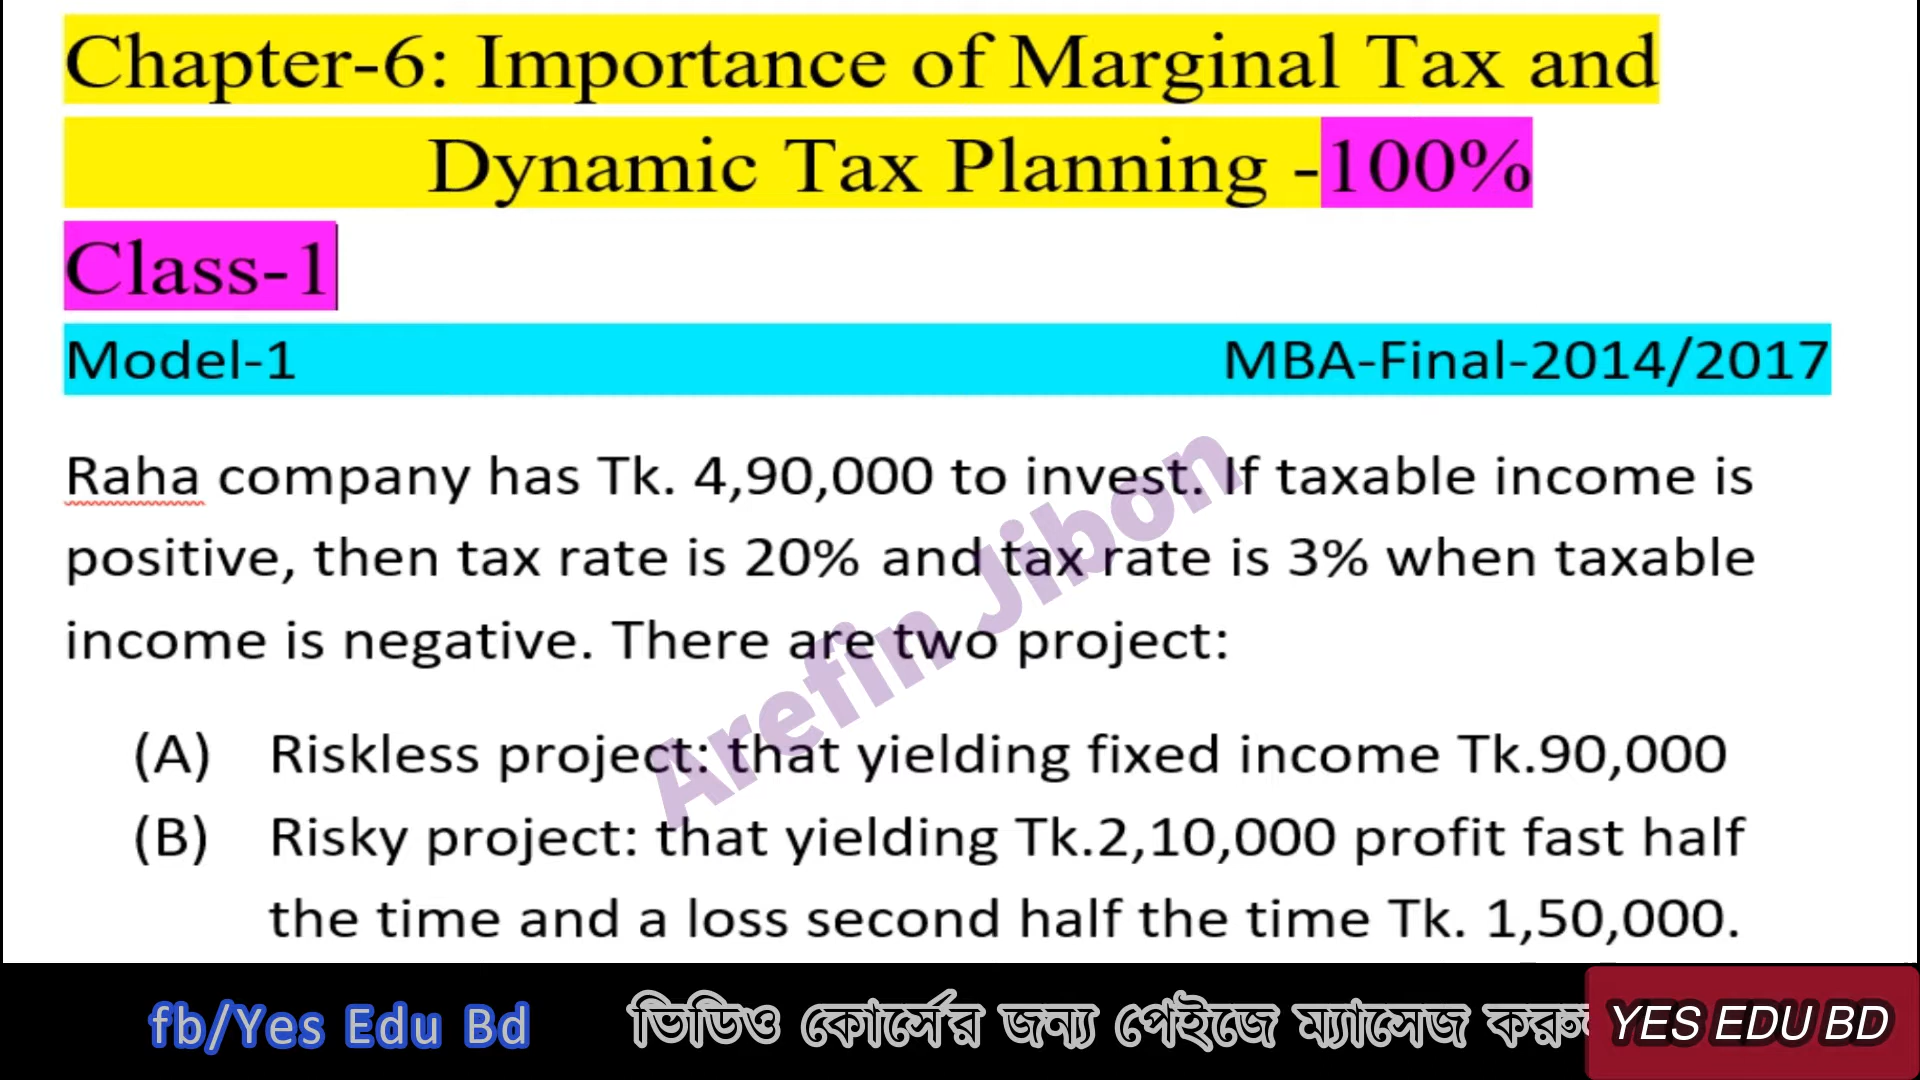 Chapter-6: Importance of Marginal Tax and
Dynamic Tax Planning -100%
Class-1
Model-1 MBA-Final-2014/2017
Raha company has Tk. 4,90,000 to invest. If taxable income is
positive, then tax rate is 20% and tax rate is 3% when taxable
income is negative. There are two project:
(A) Riskless project: that yielding fixed income Tk.90,000
(B) Risky project: that yielding Tk.2,10,000 profit fast half
the time and a loss second half the time Tk. 1,50,000.
Arefin Jibon
fb/Yes Edu Bd ভিডিও কোর্সের জন্য পেইজে ম্যাসেজ
YES EDU BD